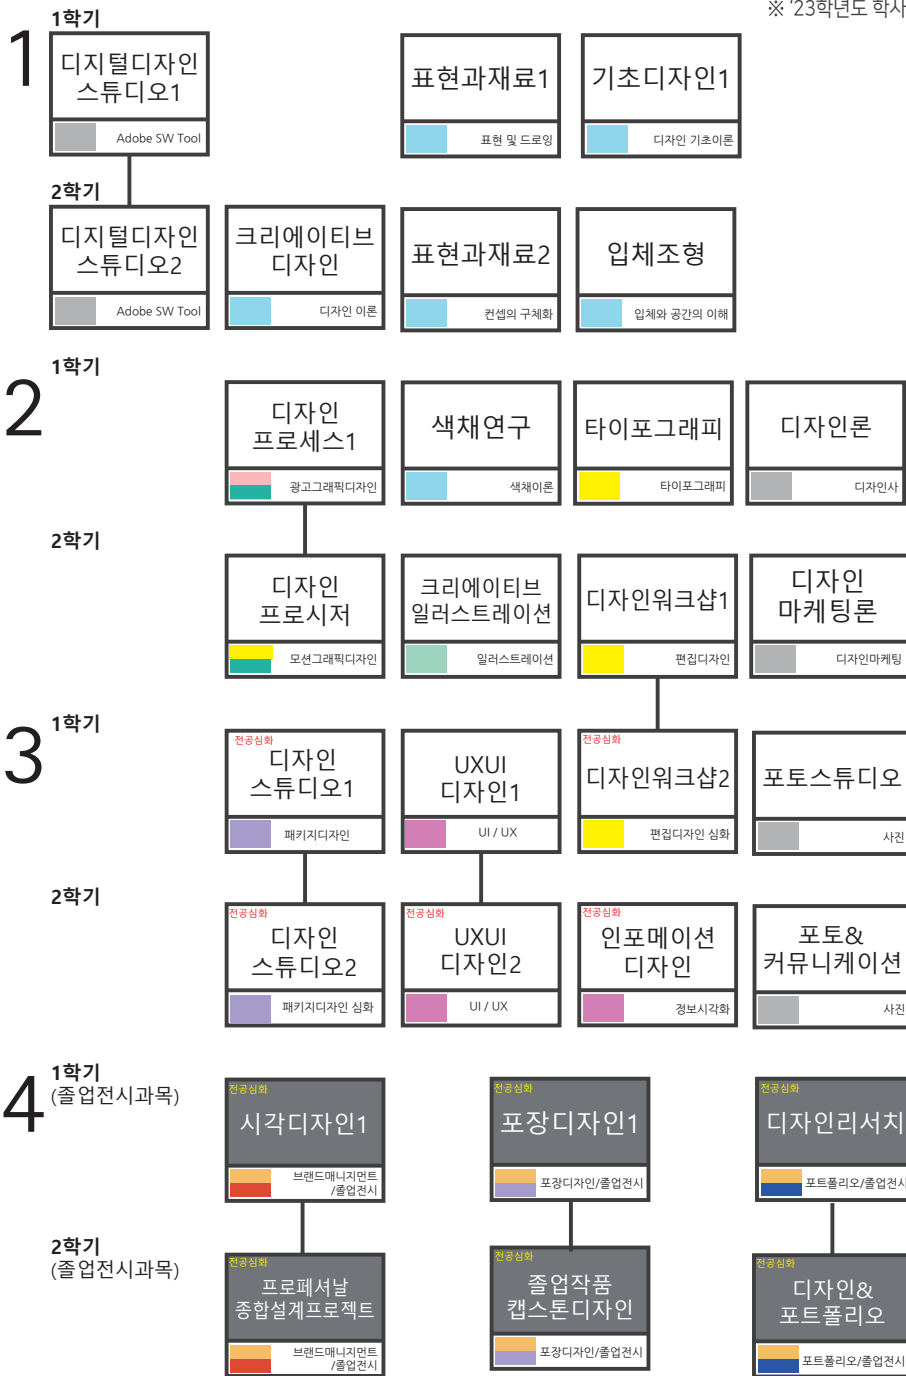 ※ '23학년도 학사
1
1학기
디지털디자인
스튜디오1
Adobe SW Tool
표현과재료1
표현 및 드로잉
기초디자인1
디자인 기초이론
2학기
디지털디자인
스튜디오2
Adobe SW Tool
크리에이티브
디자인
디자인 이론
표현과재료2
컨셉의 구체화
입체조형
입체와 공간의 이해
2
1학기
디자인
프로세스1
광고그래픽디자인
색채연구
색채이론
타이포그래피
타이포그래피
디자인론
디자인사
2학기
디자인
프로시저
모션그래픽디자인
크리에이티브
일러스트레이션
일러스트레이션
디자인워크샵1
편집디자인
디자인
마케팅론
디자인마케팅
3
1학기
전공심화
디자인
스튜디오1
패키지디자인
UXUI
디자인1
UI / UX
전공심화
디자인워크샵2
편집디자인 심화
포토스튜디오
사진
2학기
전공심화
디자인
스튜디오2
패키지디자인 심화
전공심화
UXUI
디자인2
UI / UX
전공심화
인포메이션
디자인
정보시각화
포토&
커뮤니케이션
사진
4
1학기
(졸업전시과목)
전공심화
시각디자인1
브랜드매니지먼트
/졸업전시
전공심화
포장디자인1
포장디자인/졸업전시
전공심화
디자인리서치
포트폴리오/졸업전시
2학기
(졸업전시과목)
전공심화
프로페셔날
종합설계프로젝트
브랜드매니지먼트
/졸업전시
전공심화
졸업작품
캡스톤디자인
포장디자인/졸업전시
전공심화
디자인&
포트폴리오
포트폴리오/졸업전시